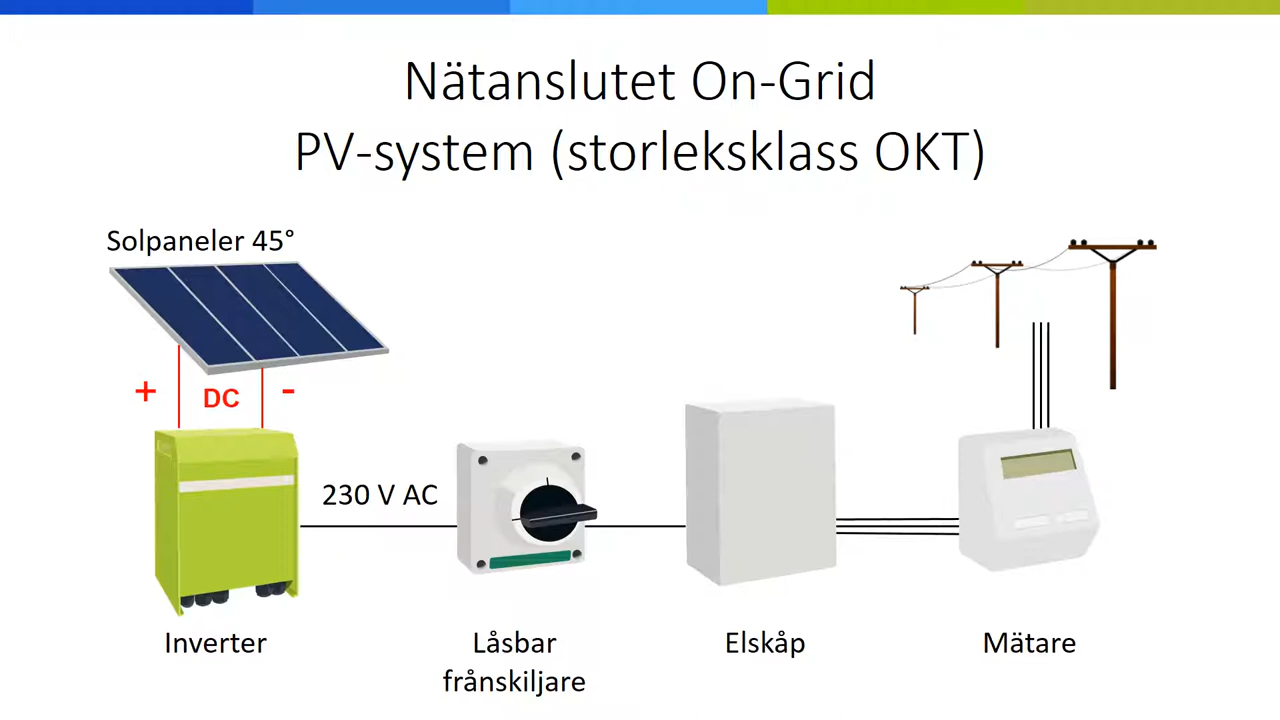 Nätanslutet On-Grid
PV-system (storleksklass OKT)
Solpaneler 45°
+ DC -
230 V AC
Inverter
Låsbar
frånskiljare
Elskåp
Mätare